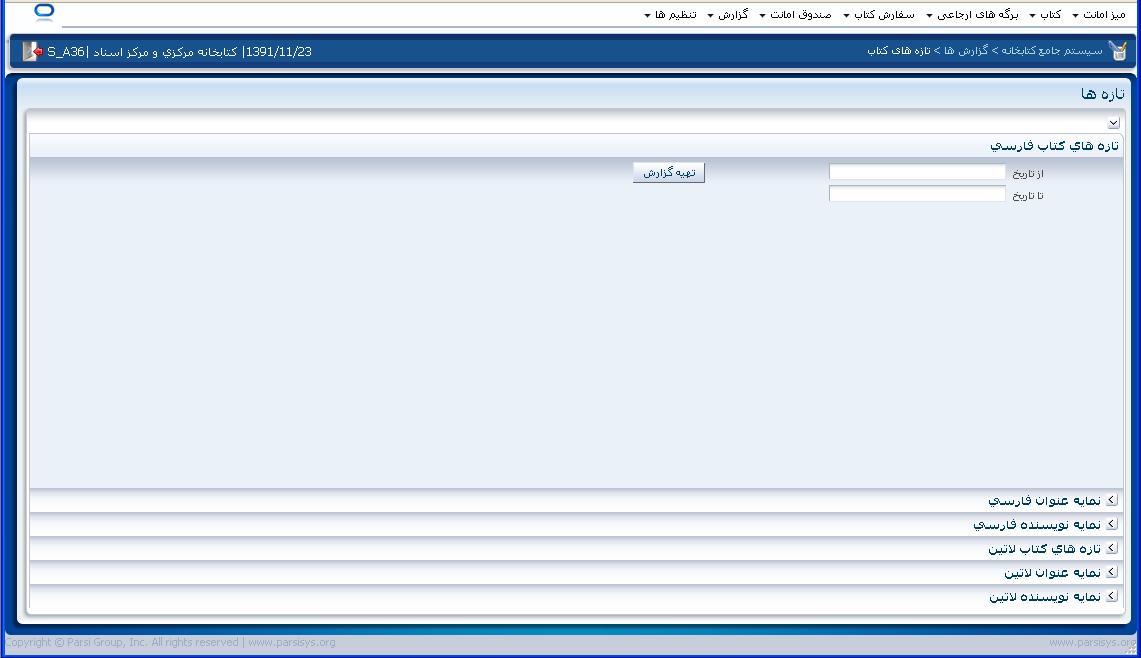 میز امانت کتاب برگه های ارجاعی سفارش کتاب صندوق امانت گزارش تنظیم ها
سیستم جامع کتابخانه > گزارش ها > تازه های کتاب
1391/11/23| کتابخانه مرکزي و مرکز اسناد |S_A36
تازه ها
تازه هاي کتاب فارسي
از تاریخ
تهیه گزارش
تا تاریخ
نمایه عنوان فارسي
نمایه نویسنده فارسي
تازه هاي کتاب لاتین
نمایه عنوان لاتین
نمایه نویسنده لاتین
Copyright © Parsi Group, Inc. All rights reserved | www.parsisys.org
www.parsisys.org